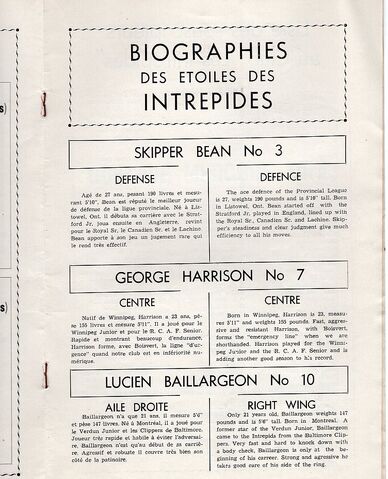 BIOGRAPHIES
DES ETOILES DES
INTREPIDES
SKIPPER BEAN No 3
DEFENSE
Agé de 27 ans, pesant 190 livres et mesu-
rant 5'10", Bean est réputé le meilleur joueur
de défense de la ligue provinciale. Né à Lis-
towel, Ont. il débuta sa carrière avec le Strat-
ford Jr. joua ensuite en Angleterre, revint
pour le Royal Sr. le Canadien Sr. et le Lachine
Bean apporte à son jeu un jugement rare qui
le rend très effectif.
DEFENCE
The ace defence of the Provincial League
is 27, weighs 190 pounds and is 5'10" tall. Born
in Listowel, Ont. Bean started off with the
Stratford Jr. played in England, lined up with
the Royal Sr., Canadien Sr. and Lachine. Skip-
per's steadiness and clear judgment give much
efficiency to all his moves.
GEORGE HARRISON No 7
CENTRE
Natif de Winnipeg, Harrison a 23 ans, pè-
se 155 livres et mesure 5'11". Il a joué pour le
Winnipeg Junior et pour le R. C. A. F. Senior.
Rapide et montrant beaucoup d'endurance,
Harrison forme, avec Boisvert, la ligne "d'ur-
gence" quand notre club est en infériorité nu-
mérique.
CENTRE
Born in Winnipeg, Harrison is 23, measu-
res 5'11" and weights 155 pounds. Fast, aggres-
sive and resistant Harrison, with Boisvert,
forms the "emergency line" when we are
shorthanded. Harrison played for the Winni-
peg Junior and the R. C. A. F. Senior and is
adding another good season to h's record.
LUCIEN BAILLARGEON No 10
AILE DROITE
Baillargeon n'a que 21 ans. il mesure 5'6"
et pèse 147 livres. Né à Montréal, il a joué pour
le Verdun Junior et les Clippers de Baltimore.
Joueur très rapide et habile à éviter l'adversai-
re, Baillargeon n'est qu'au début de sa carriè-
re. Agressif et robuste il couvre très bien son
côté de la patinoire.
RIGHT WING
Only 21 years old, Baillargeon weights 147
pounds and is 5'6" tall. Born in Montreal. A
former star of the Verdun Junior, Baillargeon
came to the Intrepids from the Baltimore Clip-
pers. Very fast and hard to knock down with
a body check, Baillargeon is only at the be-
ginning of his career. Strong and agressive he
takes good care of his side of the ring.